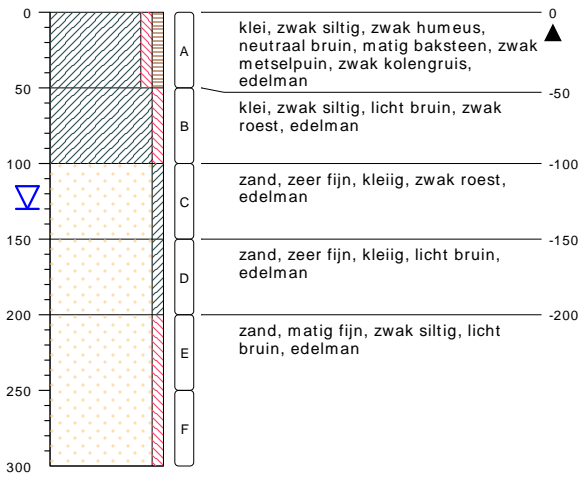 0
50
100
150
200
250
300
A
B
C
D
E
F
klei, zwak siltig, zwak humeus,
neutraal bruin, matig baksteen, zwak
metselpuin, zwak kolengruis,
edelman
klei, zwak siltig, licht bruin, zwak
roest, edelman
zand, zeer fijn, kleiig, zwak roest,
edelman
zand, zeer fijn, kleiig, licht bruin,
edelman
zand, matig fijn, zwak siltig, licht
bruin, edelman
0
-50
-100
-150
-200